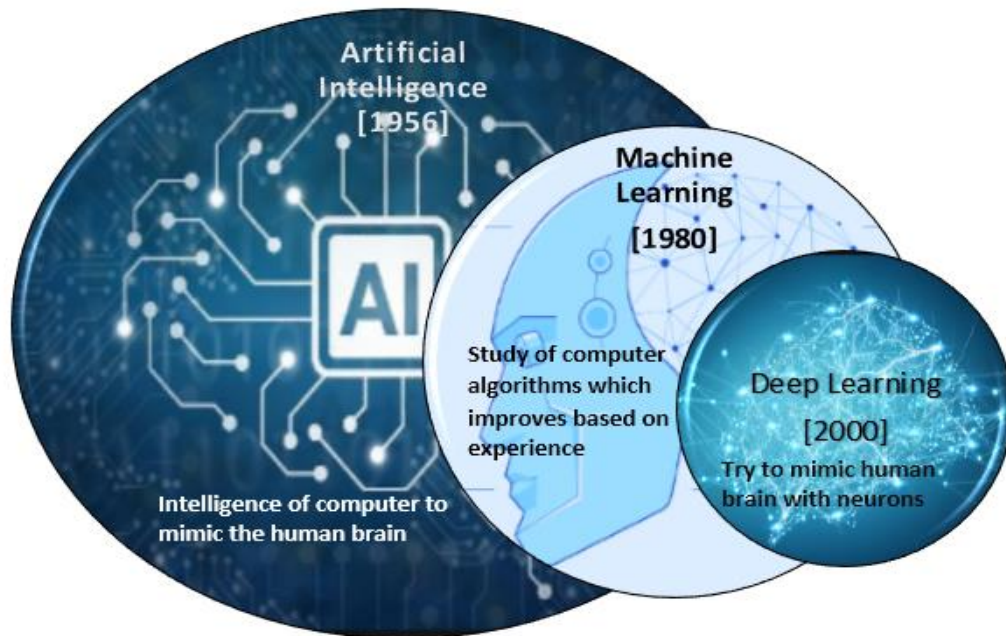 Artificial
Intelligence
[1956]
AI
Intelligence of computer to
mimic the human brain
Machine
Learning
[1980]
Study of computer
algorithms which
improves based on
experience
Deep Learning
[2000]
Try to mimic human
brain with neurons